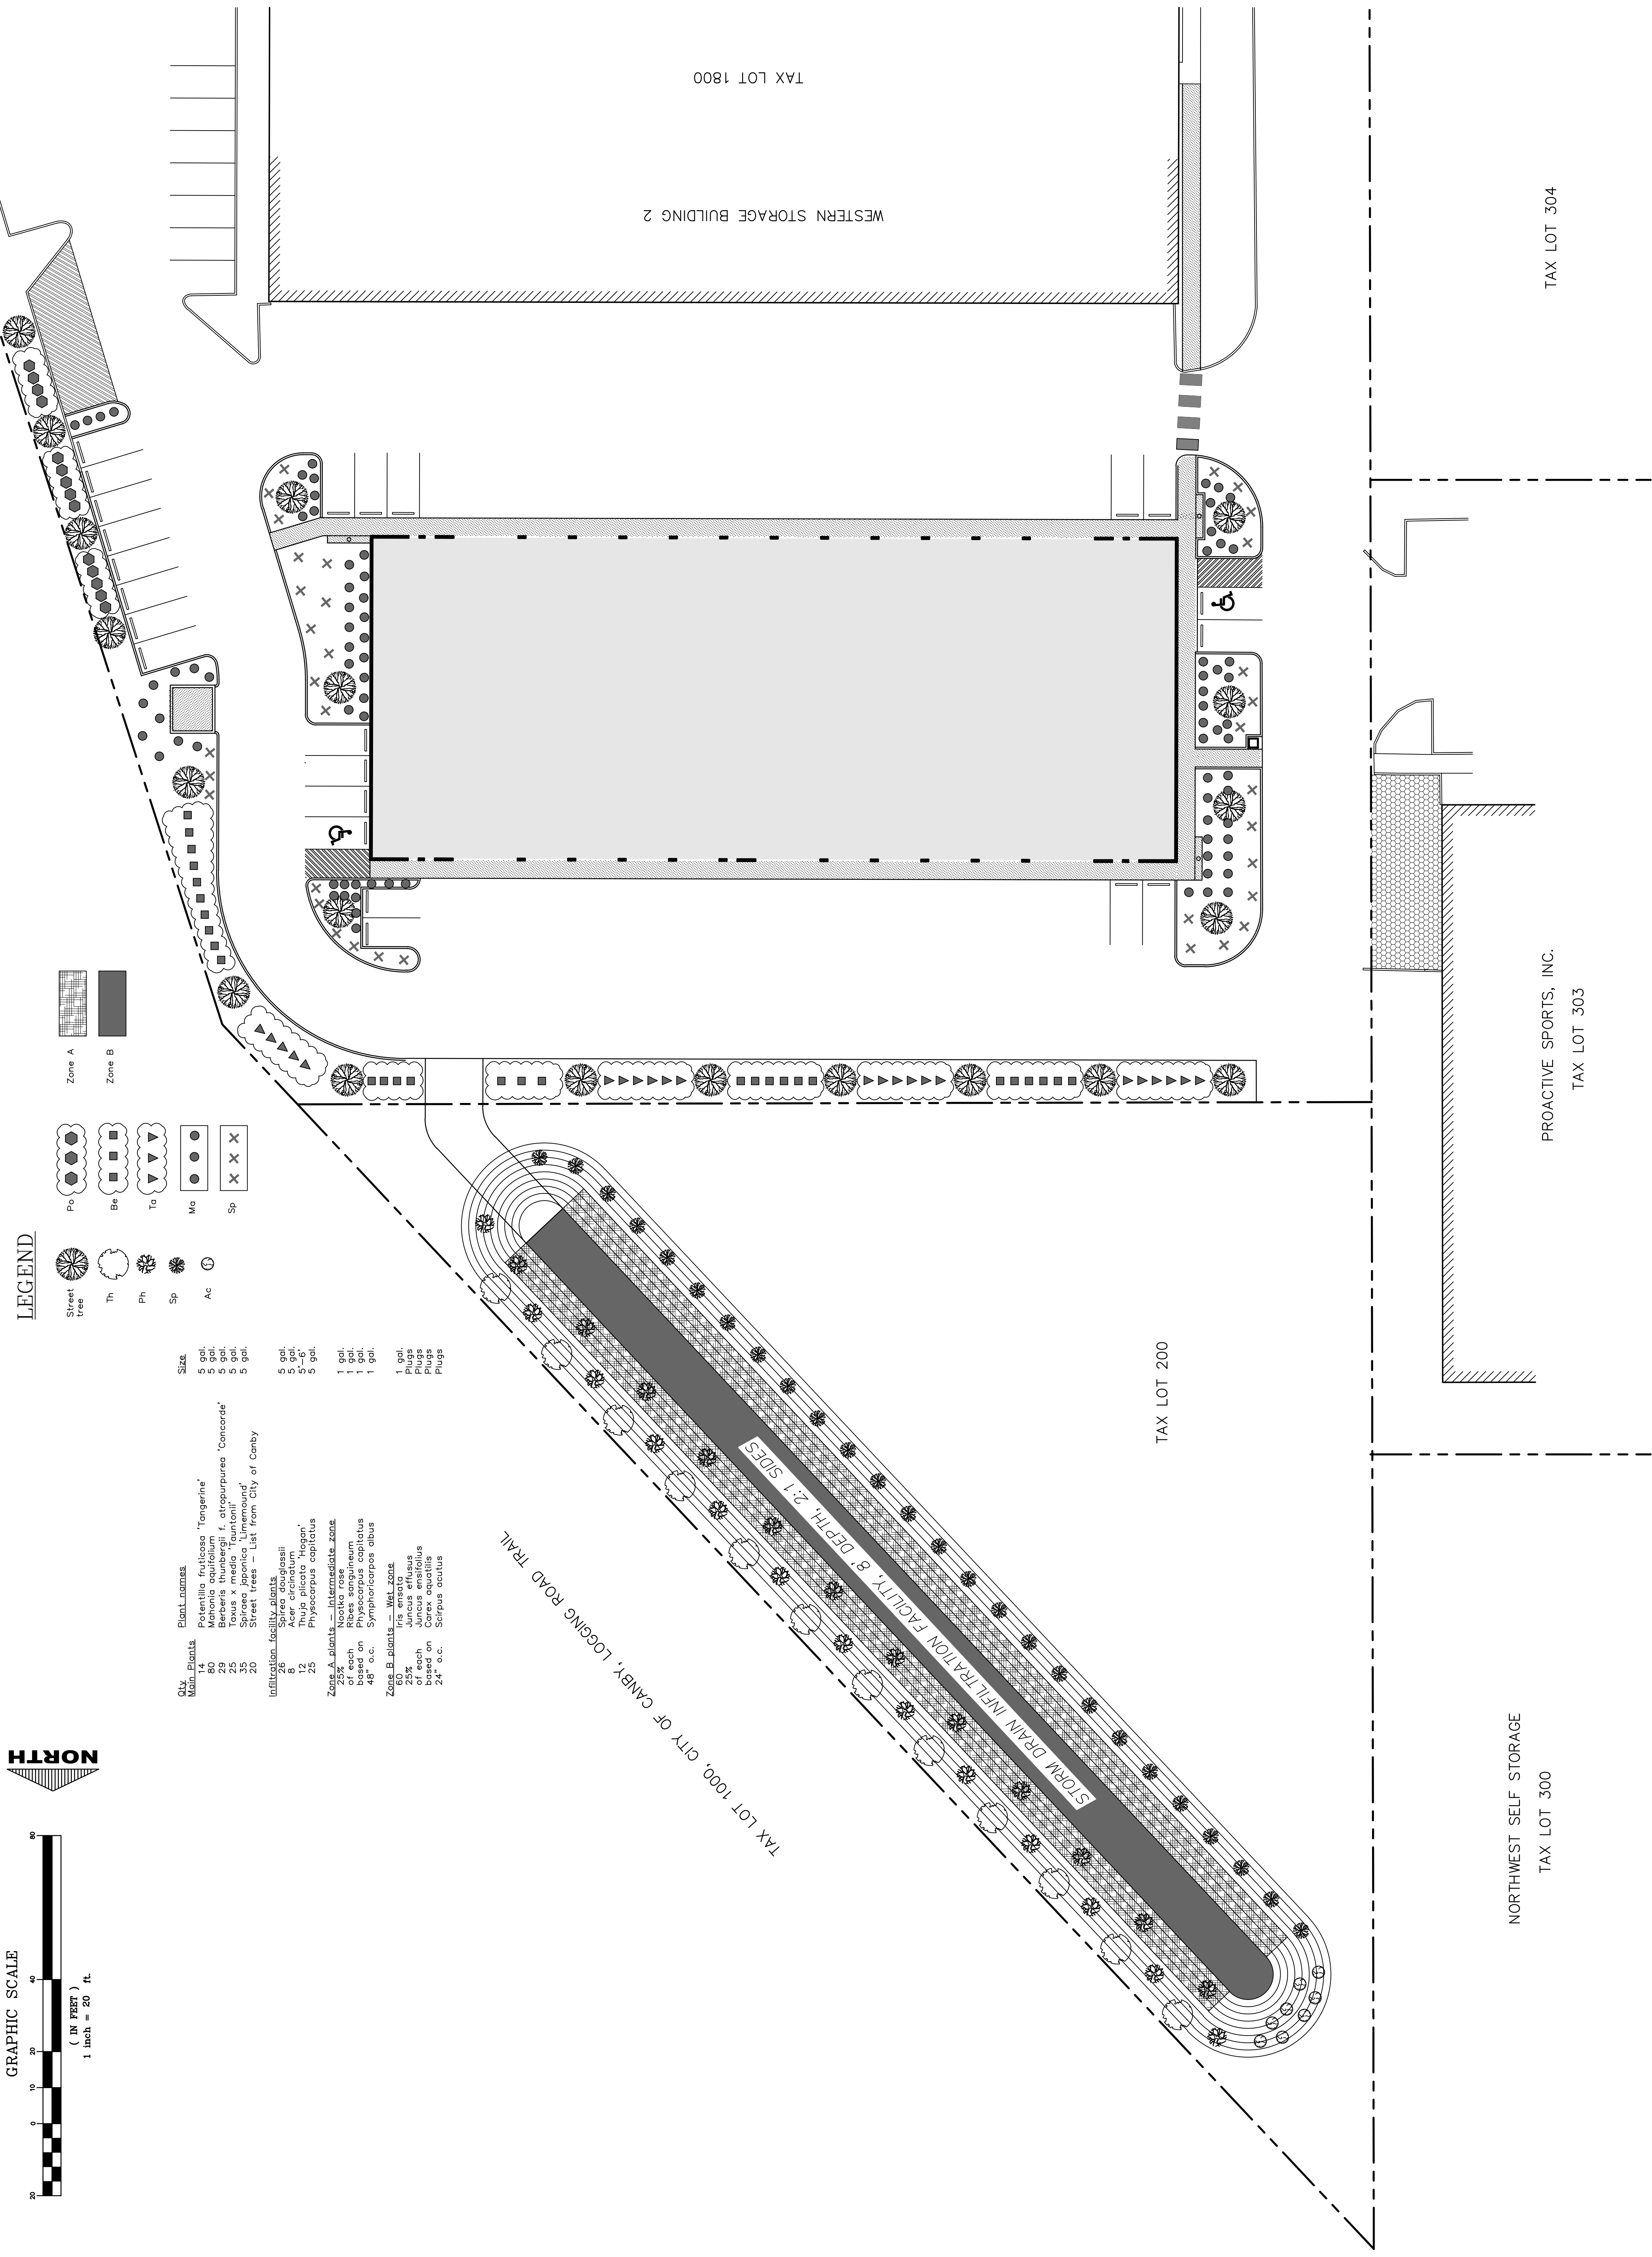 TAX LOT 1800
WESTERN STORAGE BUILDING 2
TAX LOT 304
PROACTIVE SPORTS, INC.
TAX LOT 303
TAX LOT 200
NORTHWEST SELF STORAGE
TAX LOT 300
TAX LOT 1000, CITY OF CANBY, LOGGING ROAD TRAIL
STORM DRAIN INFILTRATION FACILITY, 8' DEPTH, 2:1 SIDES
LEGEND
Street
tree
Th
Ph
Sp
Ac
Po
Be
Ta
Ma
Sp
Zone A
Zone B
Qty Plant names Size
Main Plants
14 Potentilla fruticosa 'Tangerine' 5 gal.
80 Mahonia aquifolium 5 gal.
29 Berberis thunbergii f. atropurpurea 'Concorde' 5 gal.
25 Taxus x media 'Tauntonii' 5 gal.
35 Spiraea japonica 'Limemound' 5 gal.
20 Street trees – List from City of Canby
Infiltration facility plants
26 Spirea douglassii 5 gal.
8 Acer circinatum 5 gal.
12 Thuja plicata 'Hogan' 5'–6'
25 Physocarpus capitatus 5 gal.
Zone A plants – Intermediate zone
25% Nootka rose 1 gal.
of each Ribes sanguineum 1 gal.
based on Physocarpus capitatus 1 gal.
48" o.c. Symphoricarpos albus 1 gal.
Zone B plants – Wet zone
60 Iris ensata 1 gal.
25% Juncus effusus Plugs
of each Juncus ensifolius Plugs
based on Carex aquatilis Plugs
24" o.c. Scirpus acutus Plugs
NORTH
GRAPHIC SCALE
20 0 10 20 40 80
( IN FEET )
1 inch = 20 ft.